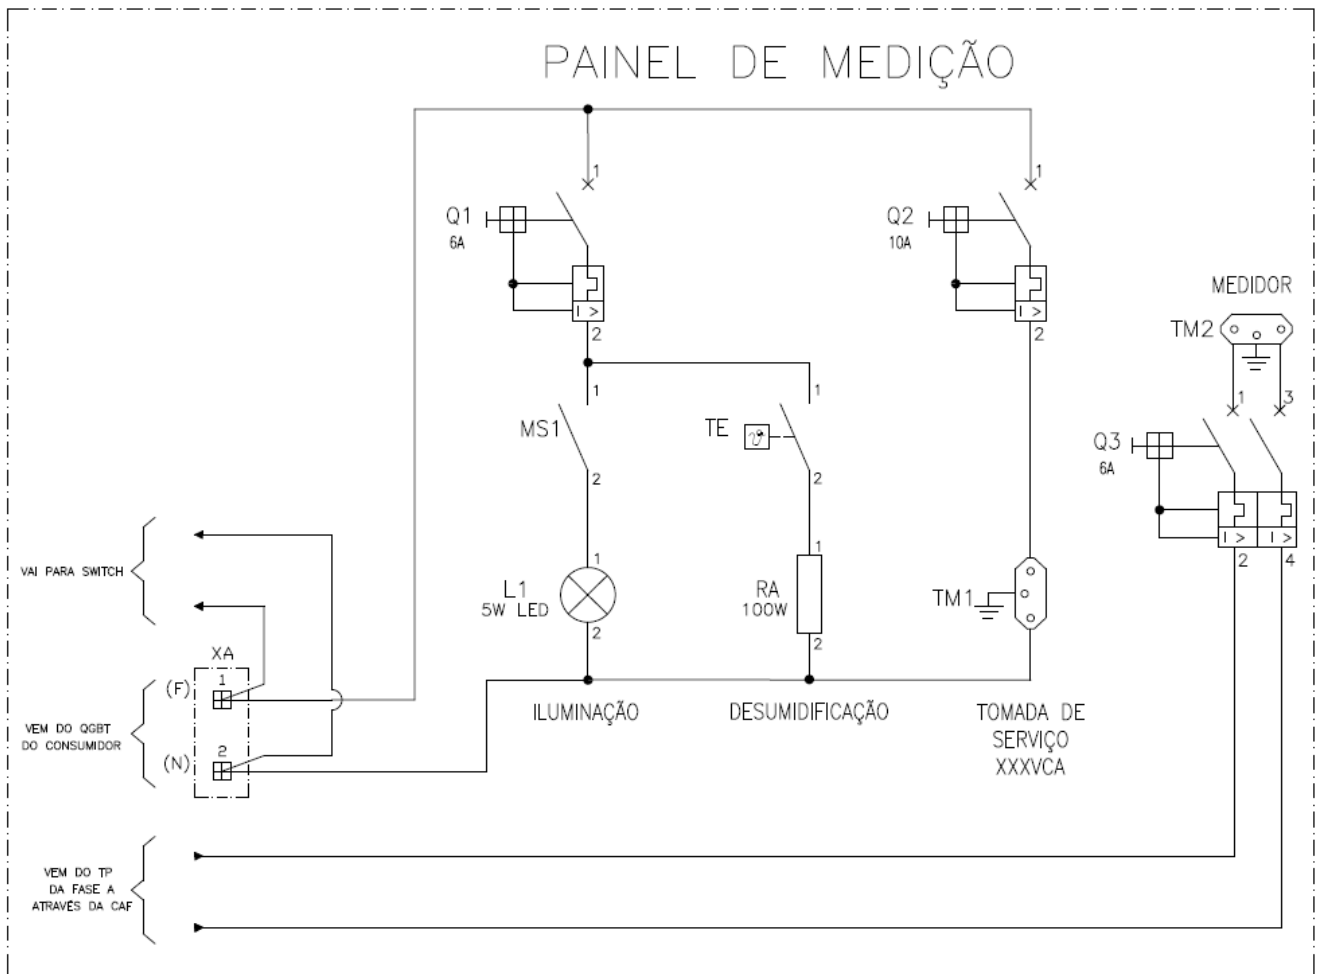 PAINEL DE MEDIÇÃO
1
1
Q1
6A
Q2
10A
MEDIDOR
TM2
2
2
1
3
1
1
MS1
TE
ϑ
Q3
6A
2
2
I >
I >
I >
I >
2
4
VAI PARA SWITCH
1
1
L1
5W LED
RA
100W
TM1
2
2
XA
(F)
1
VEM DO QGBT
DO CONSUMIDOR
(N)
2
ILUMINAÇÃO
DESUMIDIFICAÇÃO
TOMADA DE
SERVIÇO
XXXVCA
VEM DO TP
DA FASE A
ATRAVÉS DA CAF